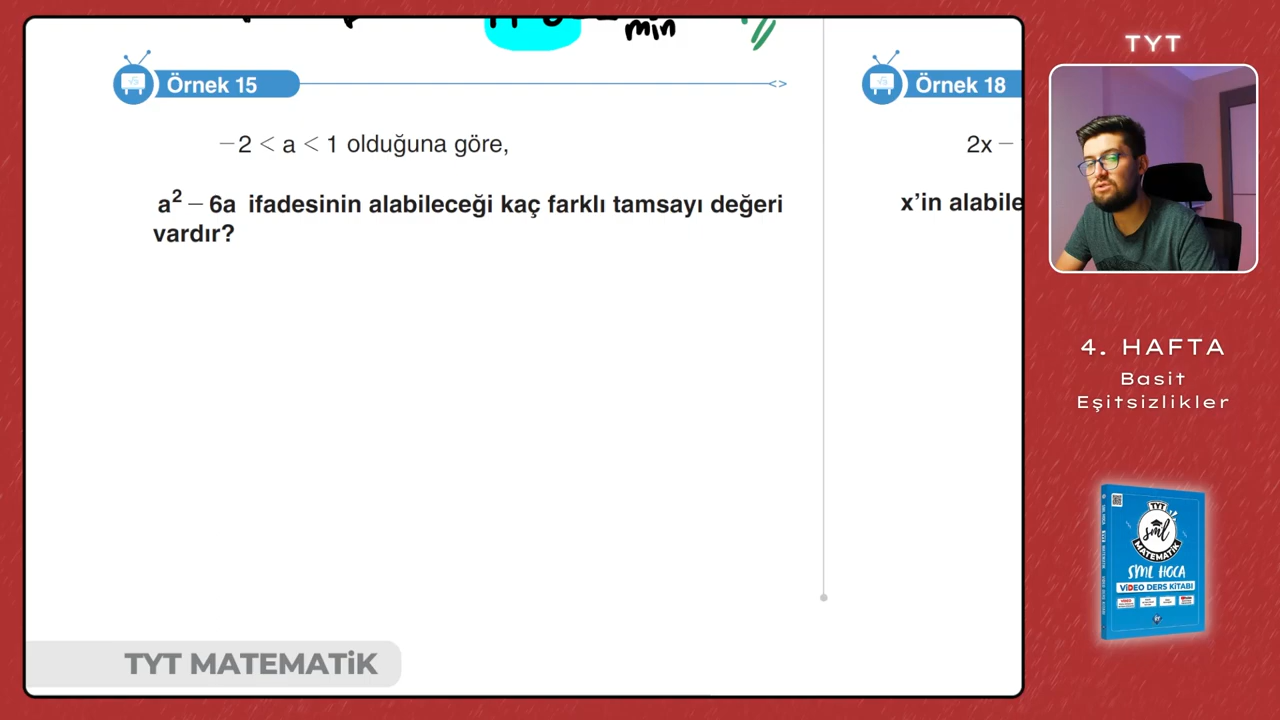 min
Örnek 15
−2 < a < 1 olduğuna göre,
a² − 6a ifadesinin alabileceği kaç farklı tamsayı değeri
vardır?
Örnek 18
2x −
x’in alabile
TYT MATEMATİK
TYT
4. HAFTA
Basit
Eşitsizlikler
TYT
sml
MATEMATİK
SML HOCA
VİDEO DERS KİTABI